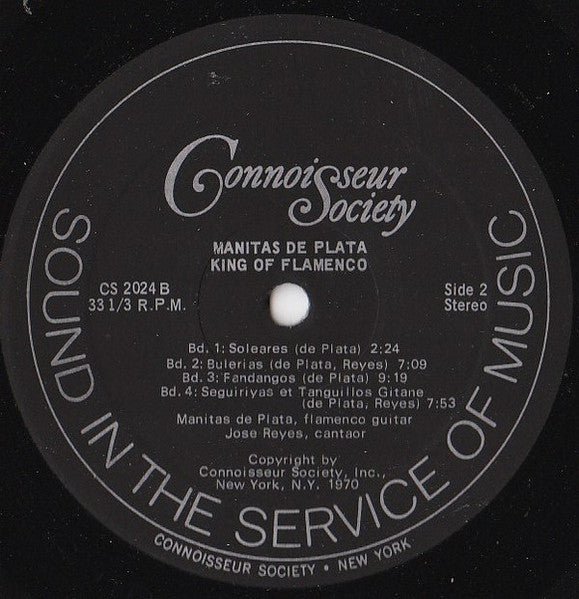 Connoisseur
Society
MANITAS DE PLATA
KING OF FLAMENCO
CS 2024 B
33 1/3 R.P.M.
Side 2
Stereo
Bd. 1: Soleares (de Plata) 2:24
Bd. 2: Bulerias (de Plata, Reyes) 7:09
Bd. 3: Fandangos (de Plata) 9:19
Bd. 4: Seguiriyas et Tanguillos Gitane
(de Plata, Reyes) 7:53
Manitas de Plata, flamenco guitar
Jose Reyes, cantaor
Copyright by
Connoisseur Society, Inc.,
New York, N.Y. 1970
SOUND IN THE SERVICE OF MUSIC
CONNOISSEUR SOCIETY • NEW YORK